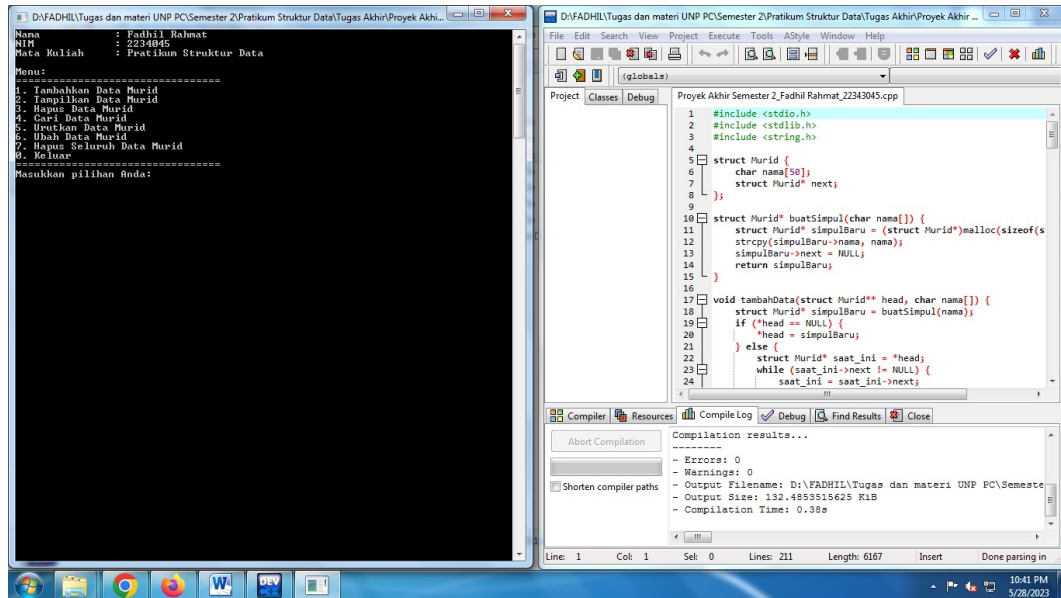 D:\FADHIL\Tugas dan materi UNP PC\Semester 2\Pratikum Struktur Data\Tugas Akhir\Proyek Akhi...
Nama : Fadhil Rahmat
NIM : 2234045
Mata Kuliah : Pratikum Struktur Data
Menu:
==================================
1. Tambahkan Data Murid
2. Tampilkan Data Murid
3. Hapus Data Murid
4. Cari Data Murid
5. Urutkan Data Murid
6. Ubah Data Murid
7. Hapus Seluruh Data Murid
0. Keluar
==================================
Masukkan pilihan Anda:
D:\FADHIL\Tugas dan materi UNP PC\Semester 2\Pratikum Struktur Data\Tugas Akhir\Proyek Akhir ...
File Edit Search View Project Execute Tools AStyle Window Help
(globals)
Project Classes Debug
Proyek Akhir Semester 2_Fadhil Rahmat_22343045.cpp
1 #include <stdio.h>
2 #include <stdlib.h>
3 #include <string.h>
4
5 struct Murid {
6 char nama[50];
7 struct Murid* next;
8 };
9
10 struct Murid* buatSimpul(char nama[]) {
11 struct Murid* simpulBaru = (struct Murid*)malloc(sizeof(s
12 strcpy(simpulBaru->nama, nama);
13 simpulBaru->next = NULL;
14 return simpulBaru;
15 }
16
17 void tambahData(struct Murid** head, char nama[]) {
18 struct Murid* simpulBaru = buatSimpul(nama);
19 if (*head == NULL) {
20 *head = simpulBaru;
21 } else {
22 struct Murid* saat_ini = *head;
23 while (saat_ini->next != NULL) {
24 saat_ini = saat_ini->next;
Compiler Resources Compile Log Debug Find Results Close
Abort Compilation
Shorten compiler paths
Compilation results...
--------
- Errors: 0
- Warnings: 0
- Output Filename: D:\FADHIL\Tugas dan materi UNP PC\Semeste
- Output Size: 132.4853515625 KiB
- Compilation Time: 0.38s
Line: 1 Col: 1 Sel: 0 Lines: 211 Length: 6167 Insert Done parsing in
DEV
10:41 PM
5/28/2023